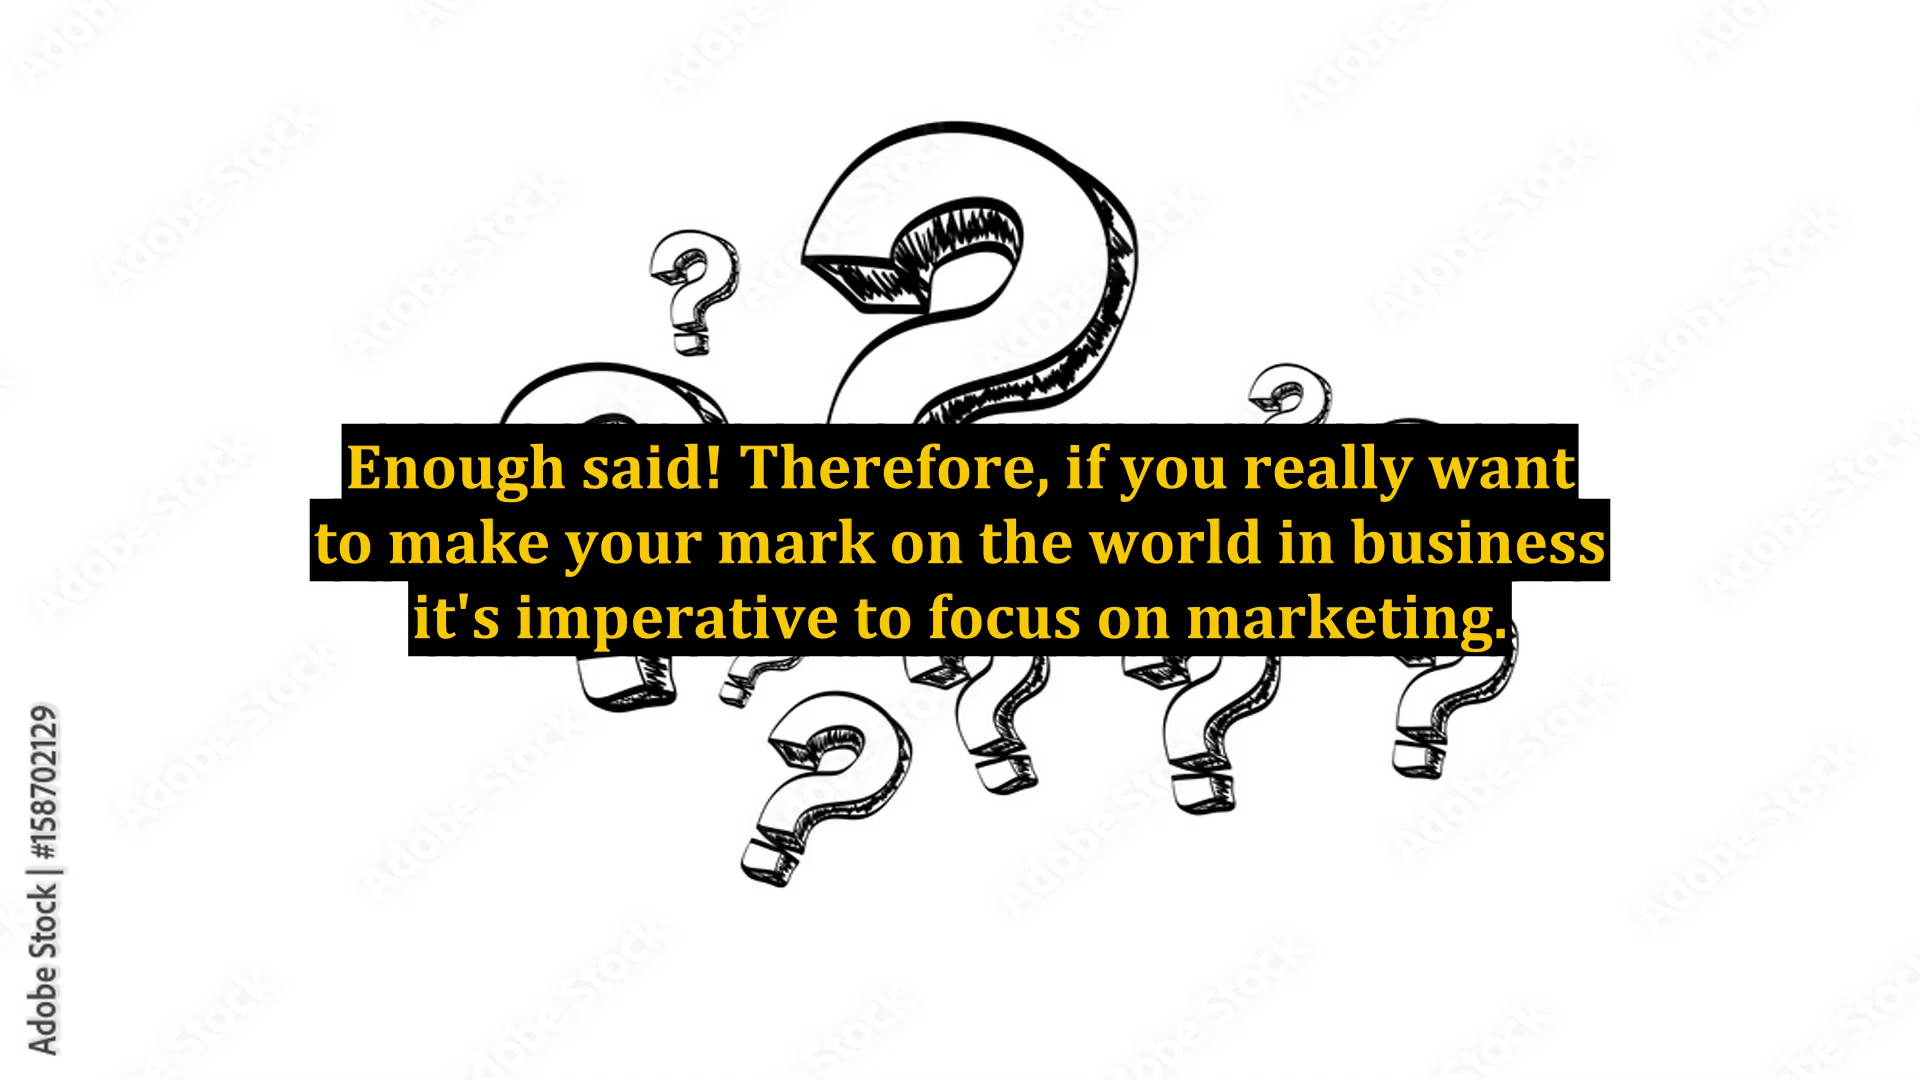 Enough said! Therefore, if you really want
to make your mark on the world in business
it's imperative to focus on marketing.
Adobe Stock | #158702129